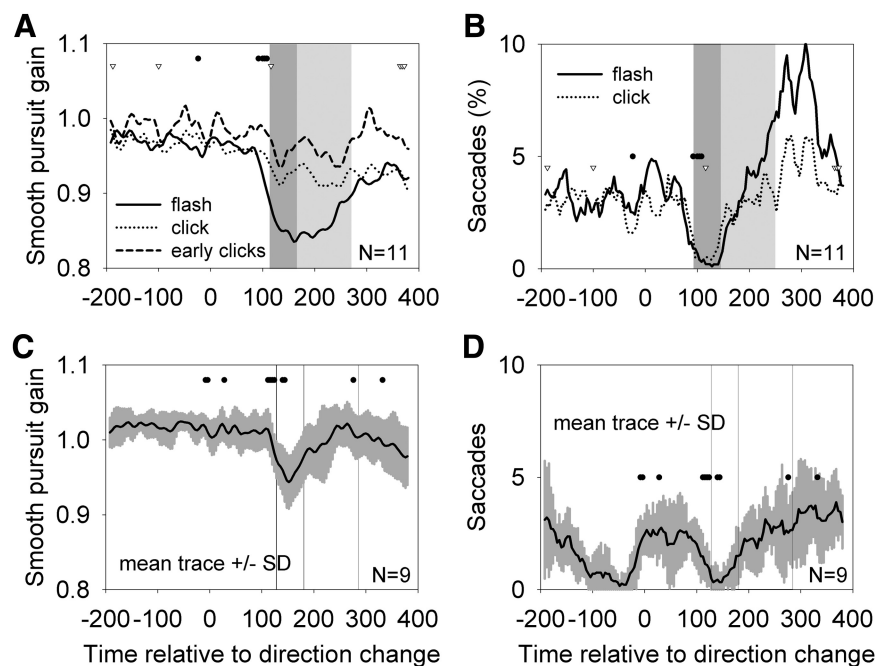 A
Smooth pursuit gain
1.1
1.0
0.9
0.8
flash
click
early clicks
N=11
-200 -100 0 100 200 300 400
B
Saccades (%)
10
5
0
flash
click
N=11
-200 -100 0 100 200 300 400
C
Smooth pursuit gain
1.1
1.0
0.9
0.8
mean trace +/- SD
N=9
-200 -100 0 100 200 300 400
Time relative to direction change
D
Saccades
10
5
0
mean trace +/- SD
N=9
-200 -100 0 100 200 300 400
Time relative to direction change